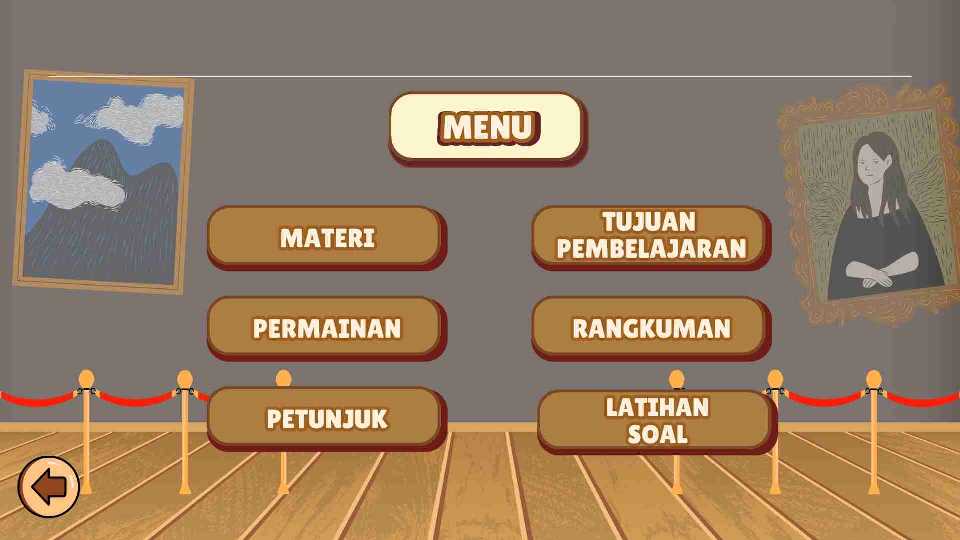 MENU
MATERI
TUJUAN
PEMBELAJARAN
PERMAINAN
RANGKUMAN
PETUNJUK
LATIHAN
SOAL